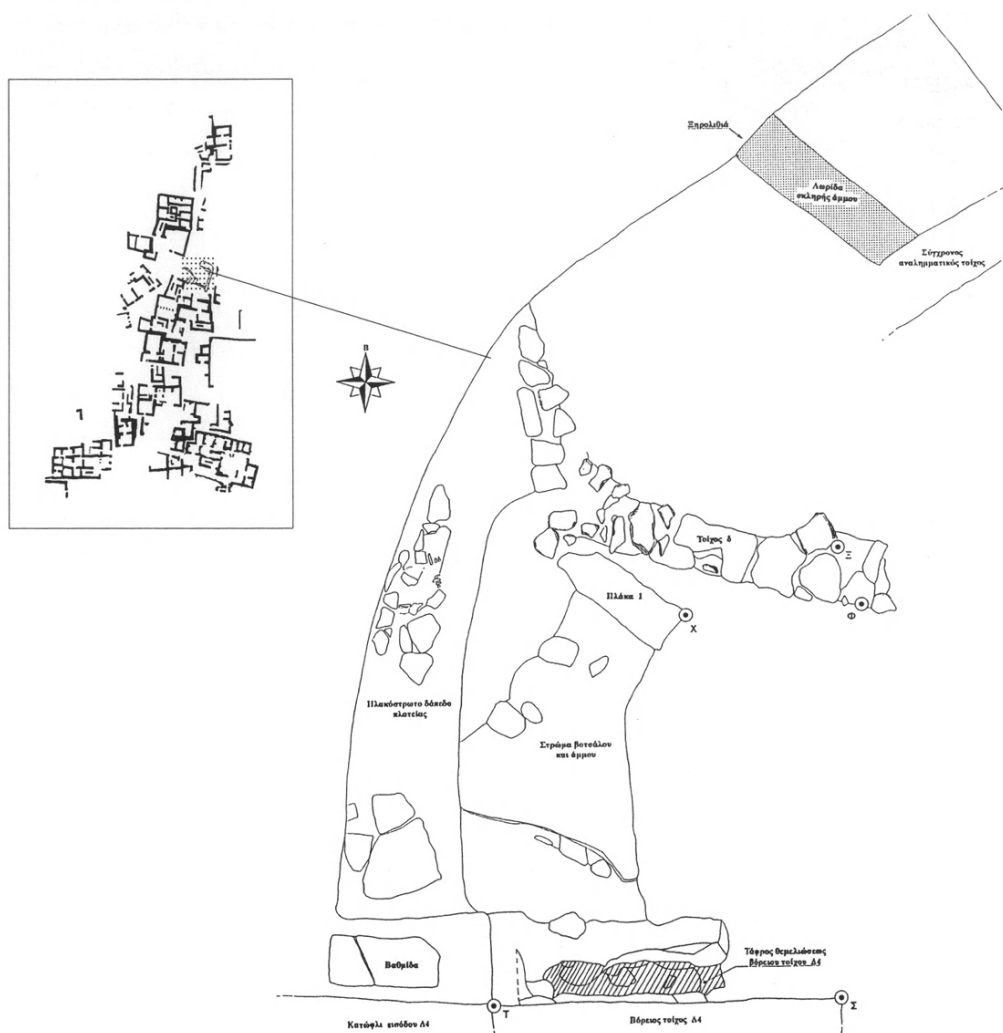 Ξηρολιθιά
Λωρίδα
σκληρής άμμου
Σύγχρονος
αναλημματικός τοίχος
Β
Τοίχος δ
Ξ
Φ
Πλάκα 1
Χ
Πλακόστρωτο δάπεδο
πλατείας
Στρώμα βοτσάλου
και άμμου
Τάφρος θεμελιώσεως
βόρειου τοίχου Δ4
Βαθμίδα
Τ
Σ
Κατώφλι εισόδου Δ4
Βόρειος τοίχος Δ4